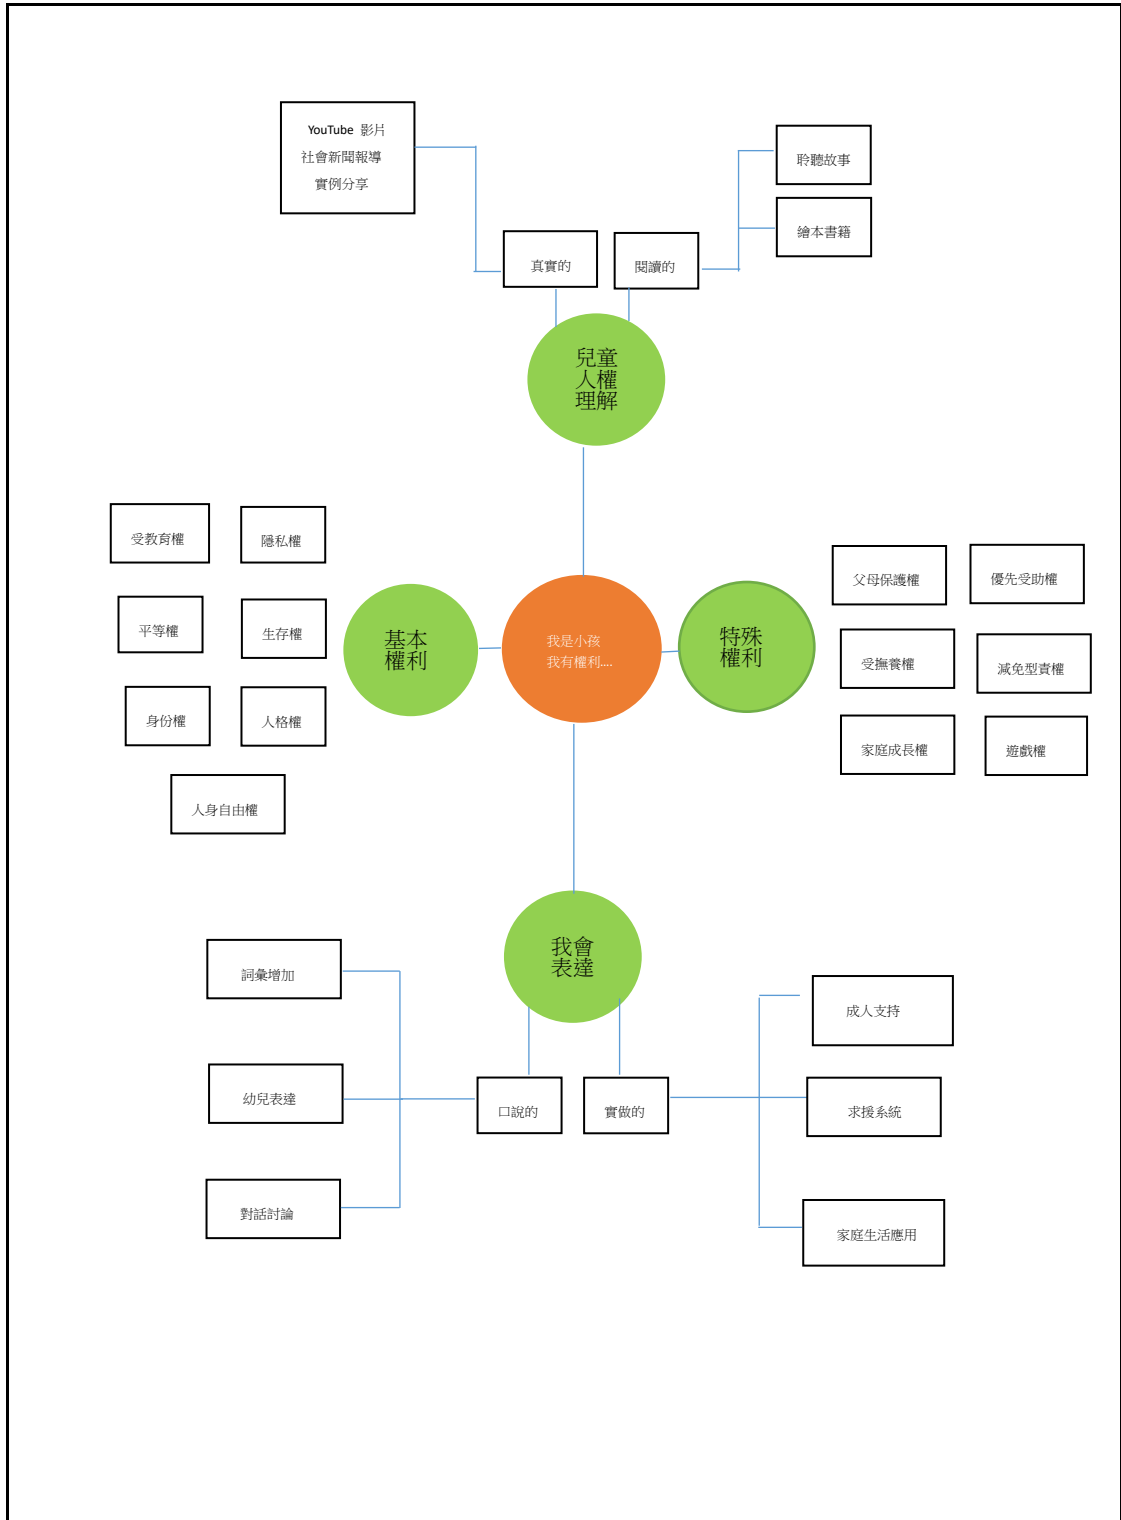 YouTube 影片
社會新聞報導
實例分享
聆聽故事
繪本書籍
真實的
閱讀的
兒童
人權
理解
受教育權
隱私權
平等權
生存權
身份權
人格權
人身自由權
基本
權利
我是小孩
我有權利....
特殊
權利
父母保護權
優先受助權
受撫養權
減免型責權
家庭成長權
遊戲權
我會
表達
詞彙增加
幼兒表達
對話討論
口說的
實做的
成人支持
求援系統
家庭生活應用